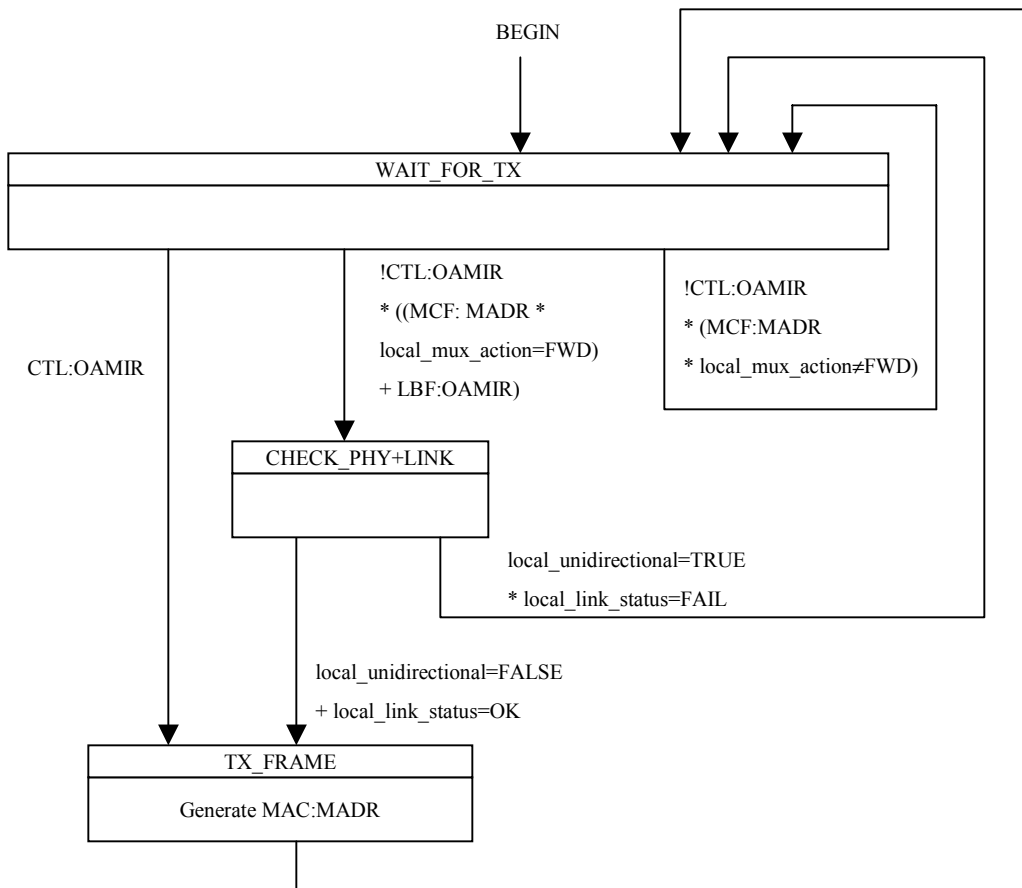 BEGIN
WAIT_FOR_TX
!CTL:OAMIR
* ((MCF: MADR *
local_mux_action=FWD)
+ LBF:OAMIR)
!CTL:OAMIR
* (MCF:MADR
* local_mux_action≠FWD)
CTL:OAMIR
CHECK_PHY+LINK
local_unidirectional=TRUE
* local_link_status=FAIL
local_unidirectional=FALSE
+ local_link_status=OK
TX_FRAME
Generate MAC:MADR